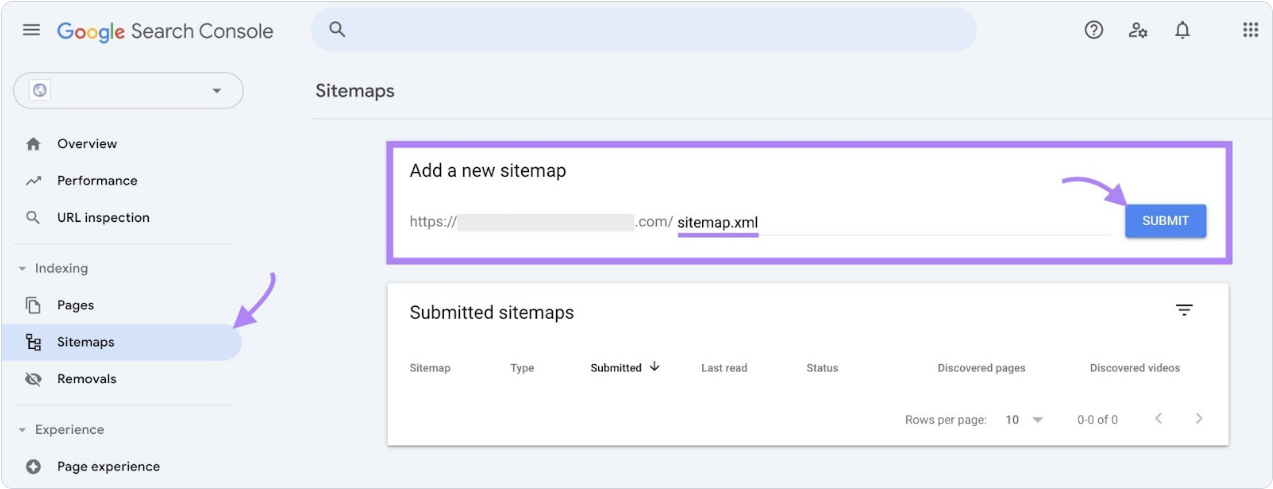 Google Search Console
Sitemaps
Overview
Performance
URL inspection
Indexing
Pages
Sitemaps
Removals
Experience
Page experience
Add a new sitemap
https:// .com/ sitemap.xml
SUBMIT
Submitted sitemaps
Sitemap Type Submitted Last read Status Discovered pages Discovered videos
Rows per page: 10 0-0 of 0